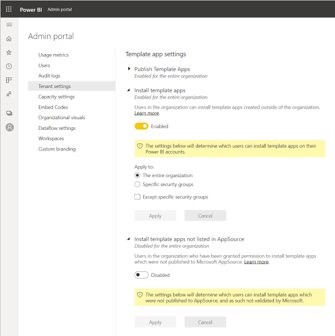 Power BI Admin portal
Admin portal
Usage metrics
Users
Audit logs
Tenant settings
Capacity settings
Embed Codes
Organizational visuals
Dataflow settings
Workspaces
Custom branding
Template app settings
Publish Template Apps
Enabled for the entire organization
Install template apps
Enabled for the entire organization
Users in the organization can install template apps created outside of the organization.
Learn more.
Enabled
The settings below will determine which users can install template apps on their
Power BI accounts.
Apply to:
The entire organization
Specific security groups
Except specific security groups
Apply Cancel
Install template apps not listed in AppSource
Disabled for the entire organization
Users in the organization who have been granted permission to install template apps
which were not published to Microsoft AppSource. Learn more.
Disabled
The settings below will determine which users can install template apps which
were not published to AppSource, and as such not validated by Microsoft.
Apply Cancel